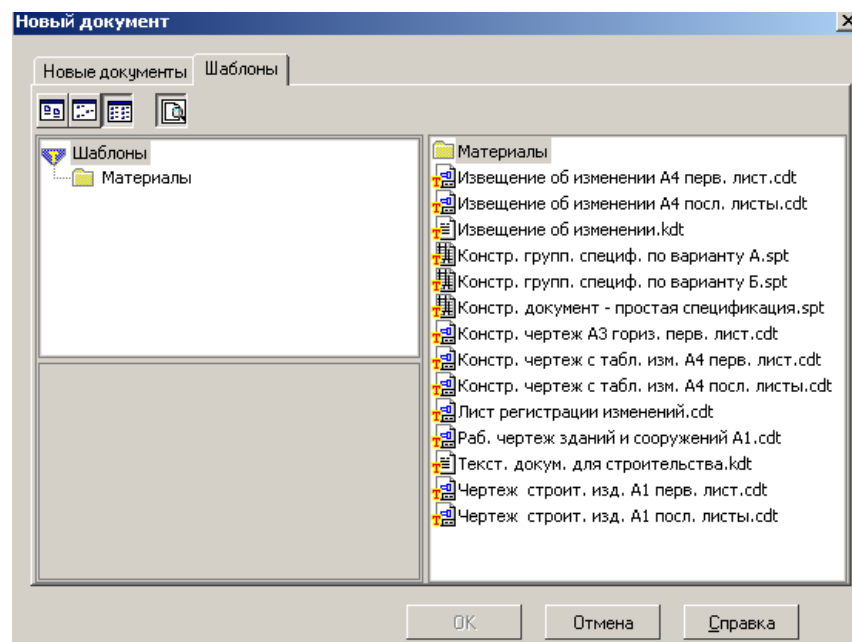 Новый документ
Новые документы Шаблоны
Шаблоны
Материалы
Материалы
Извещение об изменении А4 перв. лист.cdt
Извещение об изменении А4 посл. листы.cdt
Извещение об изменении.kdt
Констр. групп. специф. по варианту А.spt
Констр. групп. специф. по варианту Б.spt
Констр. документ - простая спецификация.spt
Констр. чертеж А3 гориз. перв. лист.cdt
Констр. чертеж с табл. изм. А4 перв. лист.cdt
Констр. чертеж с табл. изм. А4 посл. листы.cdt
Лист регистрации изменений.cdt
Раб. чертеж зданий и сооружений А1.cdt
Текст. докум. для строительства.kdt
Чертеж строит. изд. А1 перв. лист.cdt
Чертеж строит. изд. А1 посл. листы.cdt
OK Отмена Справка